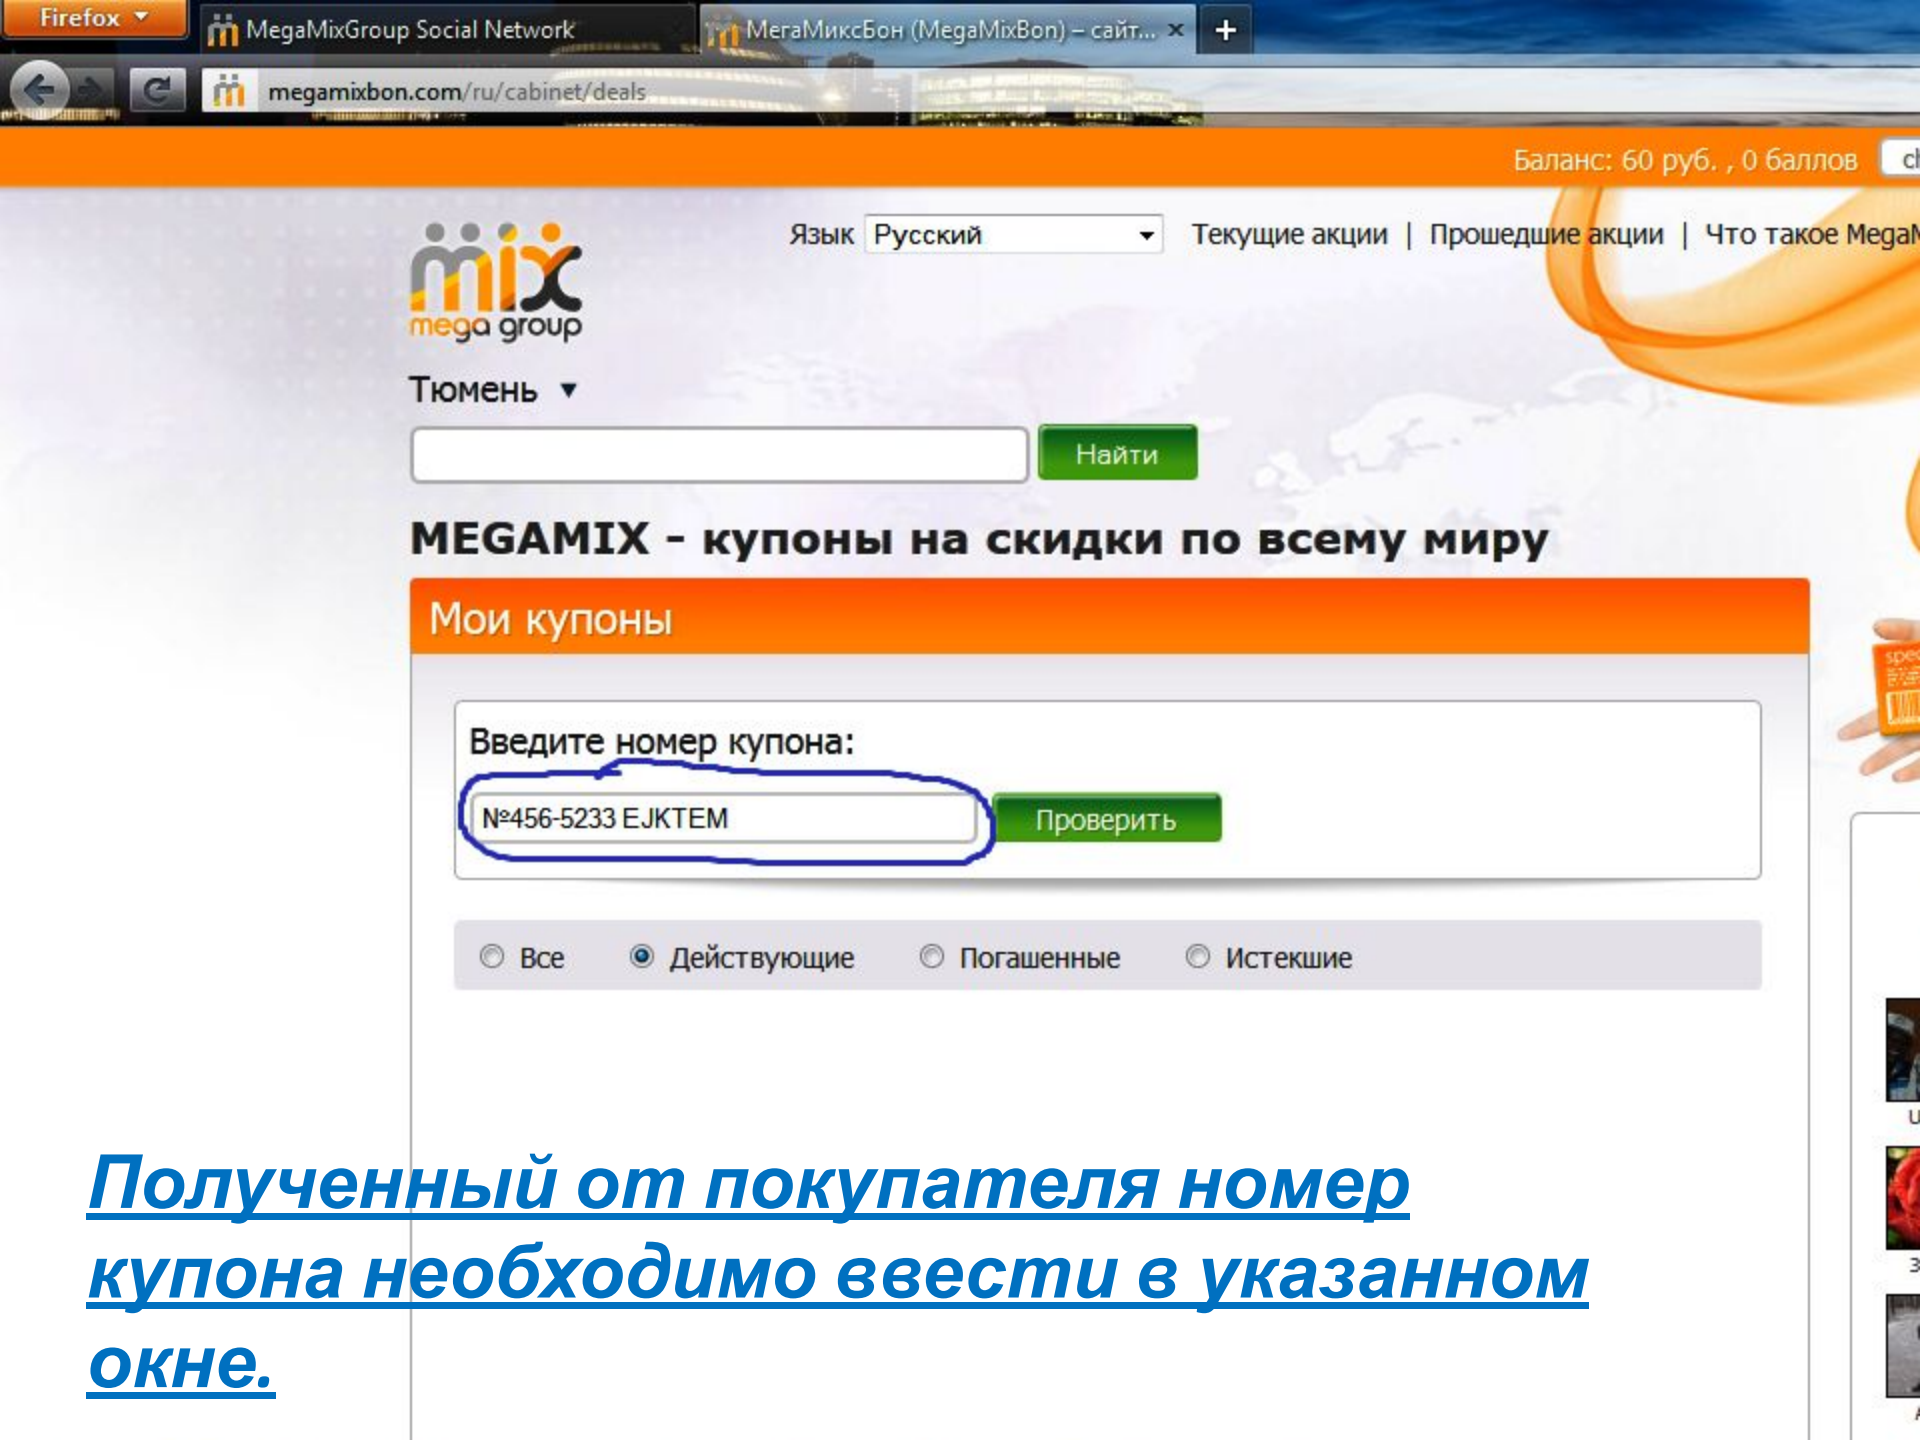 Firefox
MegaMixGroup Social Network
МегаМиксБон (MegaMixBon) – сайт...
megamixbon.com/ru/cabinet/deals
Баланс: 60 руб. , 0 баллов
mix
mega group
Язык Русский
Текущие акции | Прошедшие акции | Что такое
Тюмень
Найти
MEGAMIX - купоны на скидки по всему миру
Мои купоны
Введите номер купона:
№456-5233 EJKTEM
Проверить
Все Действующие Погашенные Истекшие
Полученный от покупателя номер
купона необходимо ввести в указанном
окне.